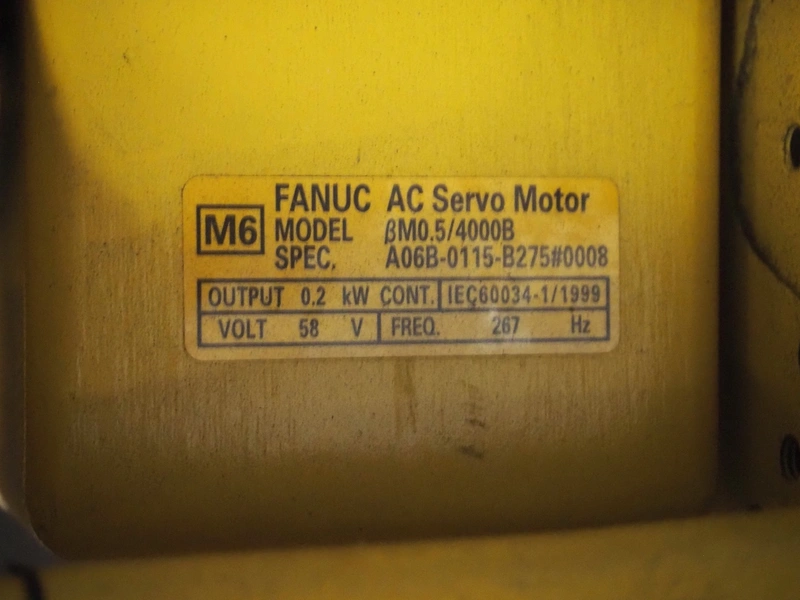 FANUC AC Servo Motor
M6
MODEL βM0.5/4000B
SPEC. A06B-0115-B275#0008
OUTPUT 0.2 kW CONT. IEC60034-1/1999
VOLT 58 V FREQ. 267 Hz